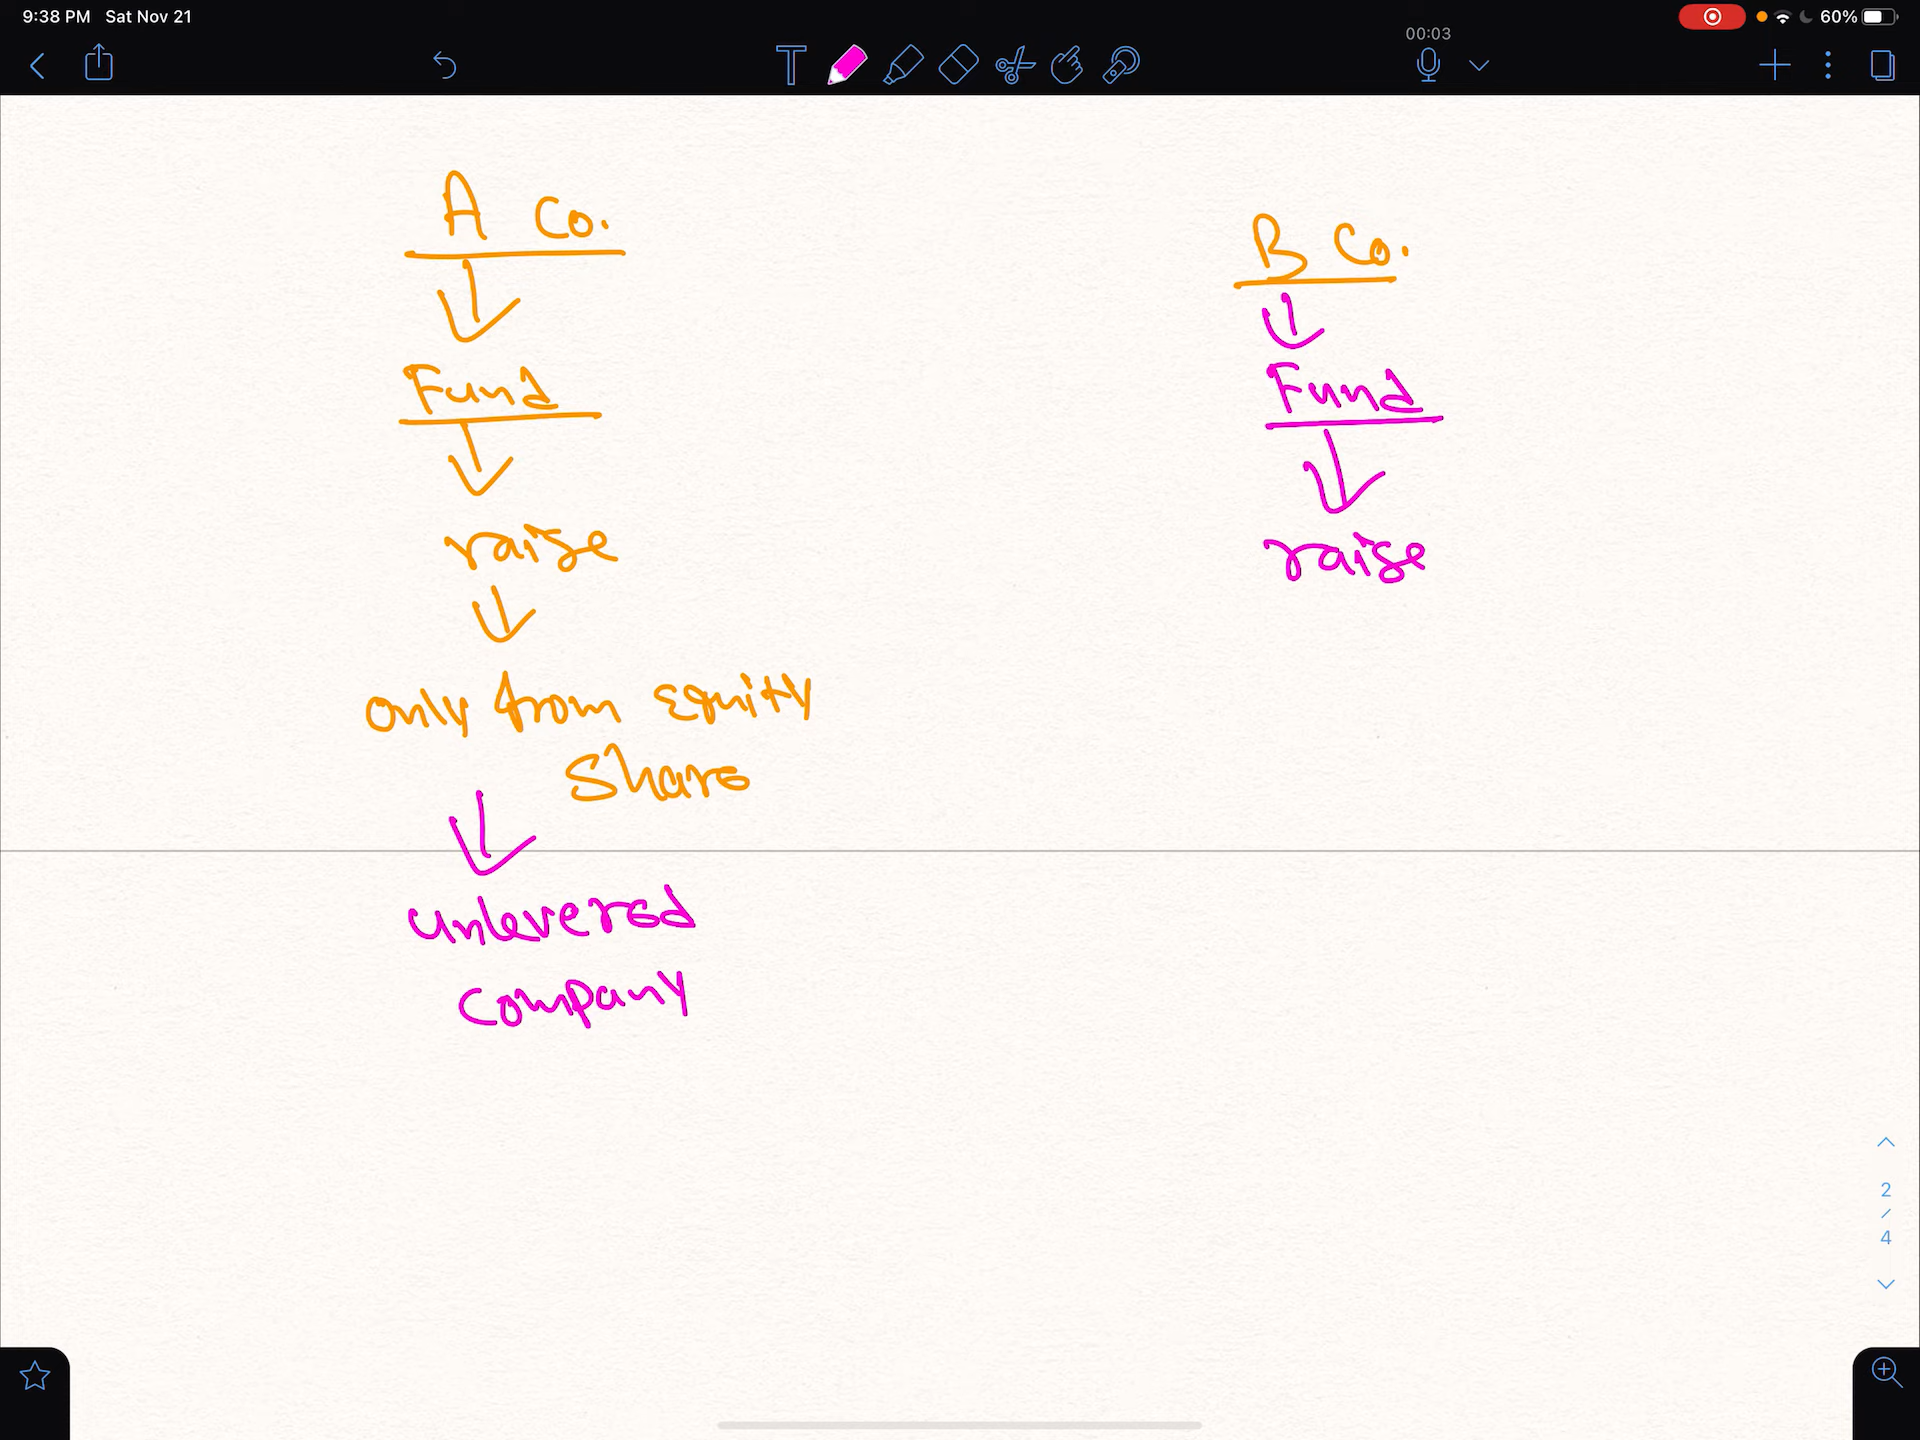 9:38 PM Sat Nov 21
60%
00:03
A Co.
Fund
raise
only from Equity
Share
unlevered
company
B Co.
Fund
raise
2
/
4